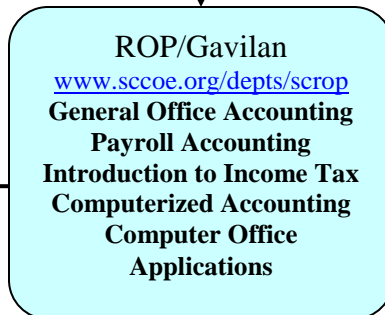 ROP/Gavilan
www.sccoe.org/depts/scrop
General Office Accounting
Payroll Accounting
Introduction to Income Tax
Computerized Accounting
Computer Office
Applications